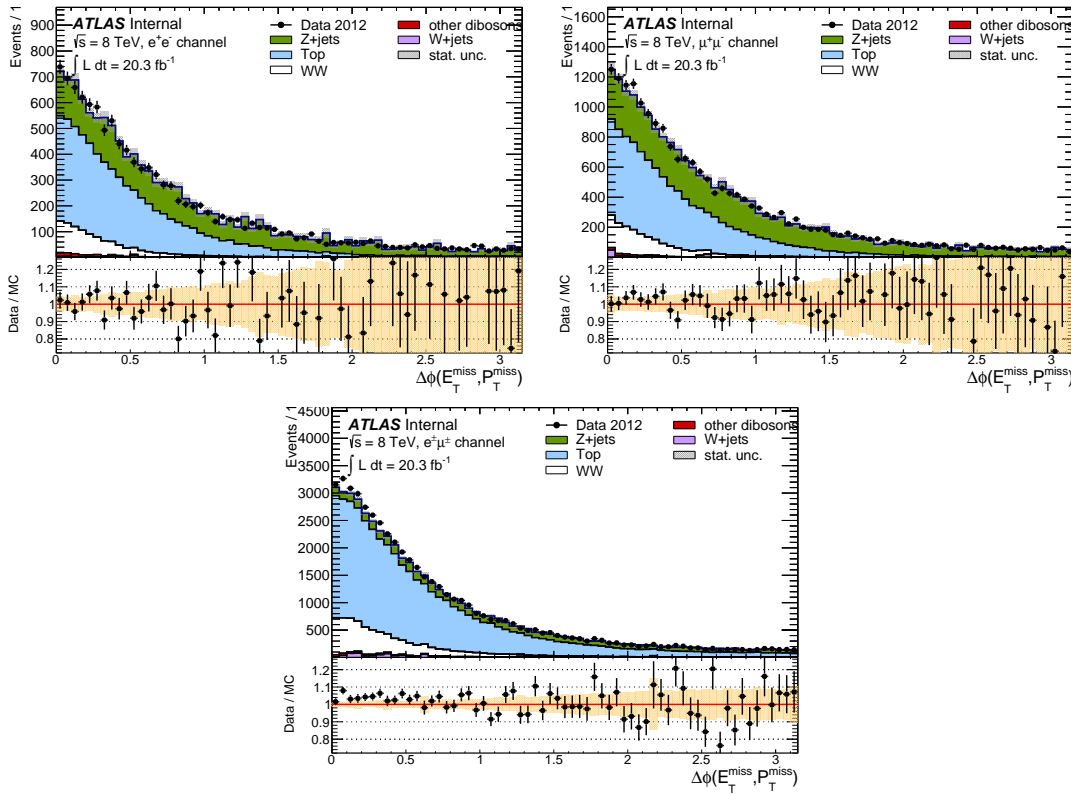 Events / 1
900
800
700
600
500
400
300
200
100
ATLAS Internal
√s = 8 TeV, e⁺e⁻ channel
∫ L dt = 20.3 fb⁻¹
Data 2012
Z+jets
Top
WW
other dibosons
W+jets
stat. unc.
Data / MC
1.2
1.1
1
0.9
0.8
0 0.5 1 1.5 2 2.5 3
Δϕ(E_T^miss,P_T^miss)
Events / 1
1600
1400
1200
1000
800
600
400
200
ATLAS Internal
√s = 8 TeV, μ⁺μ⁻ channel
∫ L dt = 20.3 fb⁻¹
Data 2012
Z+jets
Top
WW
other dibosons
W+jets
stat. unc.
Data / MC
1.2
1.1
1
0.9
0.8
0 0.5 1 1.5 2 2.5 3
Δϕ(E_T^miss,P_T^miss)
Events / 1
4500
4000
3500
3000
2500
2000
1500
1000
500
ATLAS Internal
√s = 8 TeV, e±μ± channel
∫ L dt = 20.3 fb⁻¹
Data 2012
Z+jets
Top
WW
other dibosons
W+jets
stat. unc.
Data / MC
1.2
1.1
1
0.9
0.8
0 0.5 1 1.5 2 2.5 3
Δϕ(E_T^miss,P_T^miss)